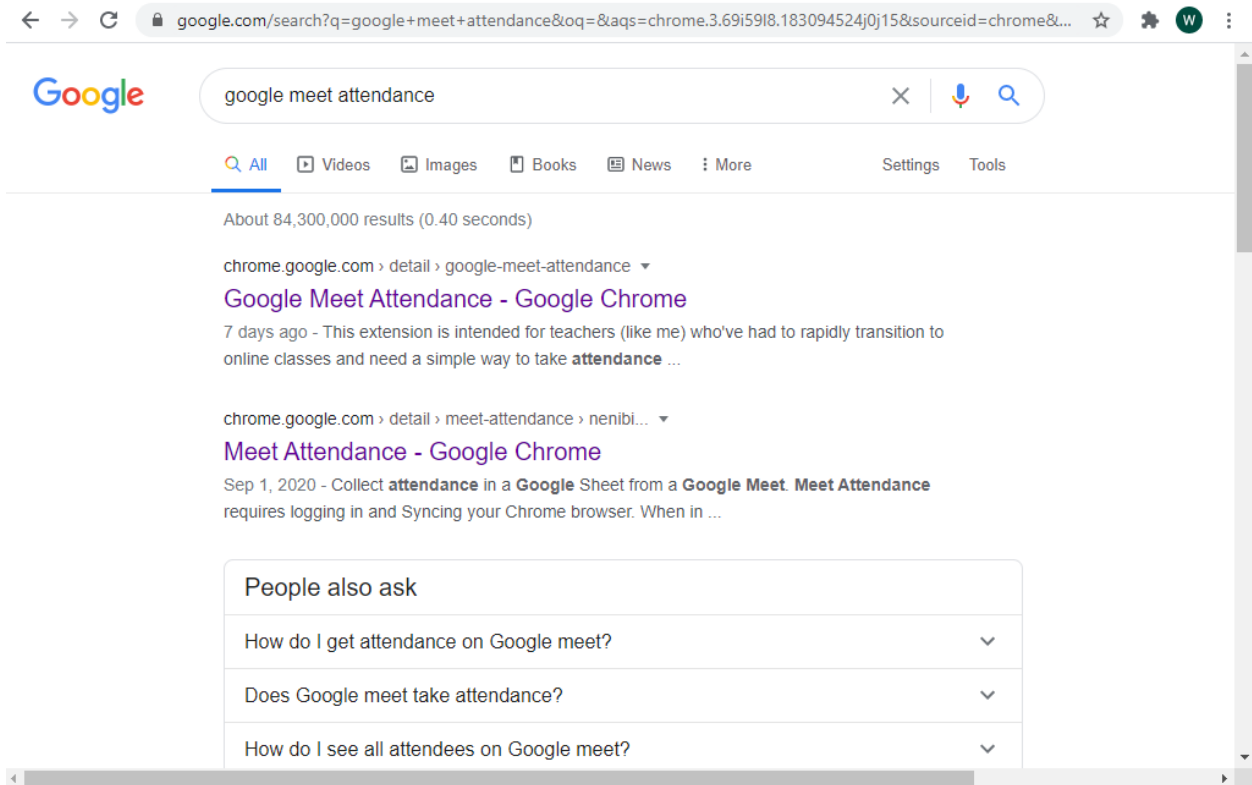 google.com/search?q=google+meet+attendance&oq=&aqs=chrome.3.69i59l8.183094524j0j15&sourceid=chrome&...
W
Google
google meet attendance
All Videos Images Books News More Settings Tools
About 84,300,000 results (0.40 seconds)
chrome.google.com › detail › google-meet-attendance
Google Meet Attendance - Google Chrome
7 days ago - This extension is intended for teachers (like me) who've had to rapidly transition to
online classes and need a simple way to take attendance ...
chrome.google.com › detail › meet-attendance › nenibi...
Meet Attendance - Google Chrome
Sep 1, 2020 - Collect attendance in a Google Sheet from a Google Meet. Meet Attendance
requires logging in and Syncing your Chrome browser. When in ...
People also ask
How do I get attendance on Google meet?
Does Google meet take attendance?
How do I see all attendees on Google meet?